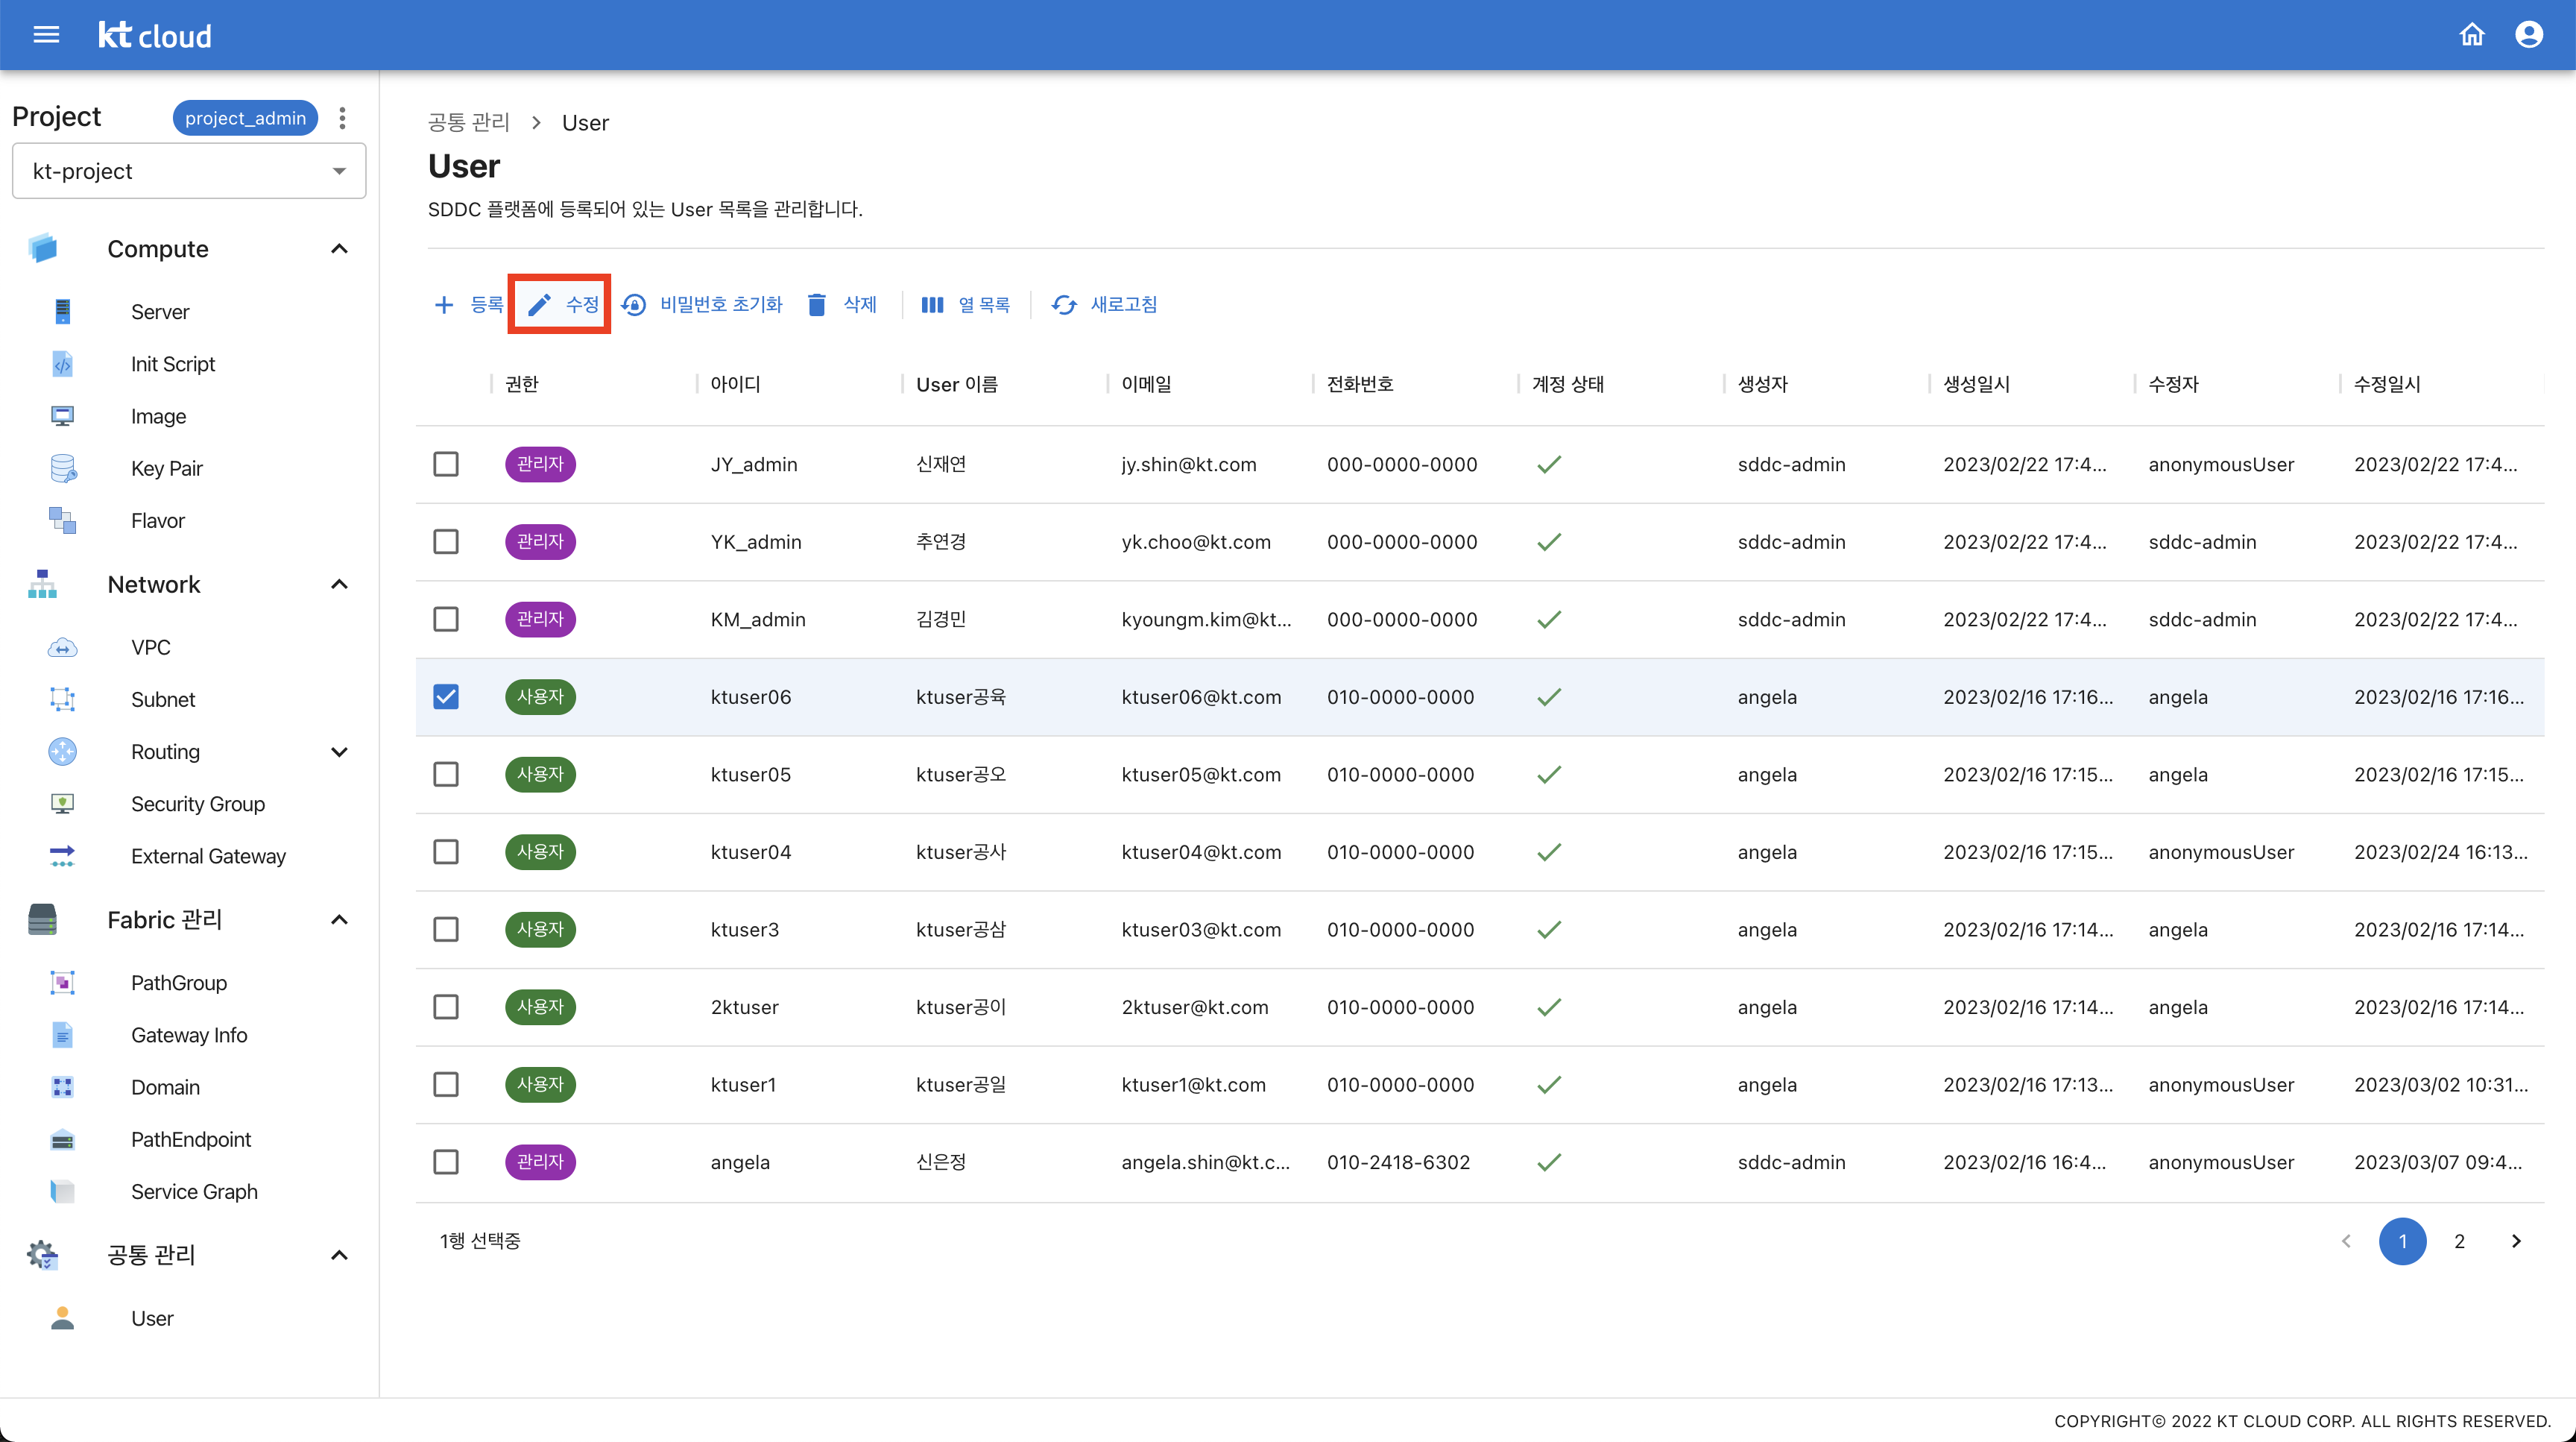 kt cloud
Project project_admin
kt-project
Compute
Server
Init Script
Image
Key Pair
Flavor
Network
VPC
Subnet
Routing
Security Group
External Gateway
Fabric 관리
PathGroup
Gateway Info
Domain
PathEndpoint
Service Graph
공통 관리
User
공통 관리 > User
User
SDDC 플랫폼에 등록되어 있는 User 목록을 관리합니다.
등록 수정 비밀번호 초기화 삭제 열 목록 새로고침
권한 아이디 User 이름 이메일 전화번호 계정 상태 생성자 생성일시 수정자 수정일시
관리자 JY_admin 신재연 jy.shin@kt.com 000-0000-0000 sddc-admin 2023/02/22 17:4... anonymousUser 2023/02/22 17:4...
관리자 YK_admin 추연경 yk.choo@kt.com 000-0000-0000 sddc-admin 2023/02/22 17:4... sddc-admin 2023/02/22 17:4...
관리자 KM_admin 김경민 kyoungm.kim@kt... 000-0000-0000 sddc-admin 2023/02/22 17:4... sddc-admin 2023/02/22 17:4...
사용자 ktuser06 ktuser공육 ktuser06@kt.com 010-0000-0000 angela 2023/02/16 17:16... angela 2023/02/16 17:16...
사용자 ktuser05 ktuser공오 ktuser05@kt.com 010-0000-0000 angela 2023/02/16 17:15... angela 2023/02/16 17:15...
사용자 ktuser04 ktuser공사 ktuser04@kt.com 010-0000-0000 angela 2023/02/16 17:15... anonymousUser 2023/02/24 16:13...
사용자 ktuser3 ktuser공삼 ktuser03@kt.com 010-0000-0000 angela 2023/02/16 17:14... angela 2023/02/16 17:14...
사용자 2ktuser ktuser공이 2ktuser@kt.com 010-0000-0000 angela 2023/02/16 17:14... angela 2023/02/16 17:14...
사용자 ktuser1 ktuser공일 ktuser1@kt.com 010-0000-0000 angela 2023/02/16 17:13... anonymousUser 2023/03/02 10:31...
관리자 angela 신은정 angela.shin@kt.c... 010-2418-6302 sddc-admin 2023/02/16 16:4... anonymousUser 2023/03/07 09:4...
1행 선택중
1 2
COPYRIGHT© 2022 KT CLOUD CORP. ALL RIGHTS RESERVED.